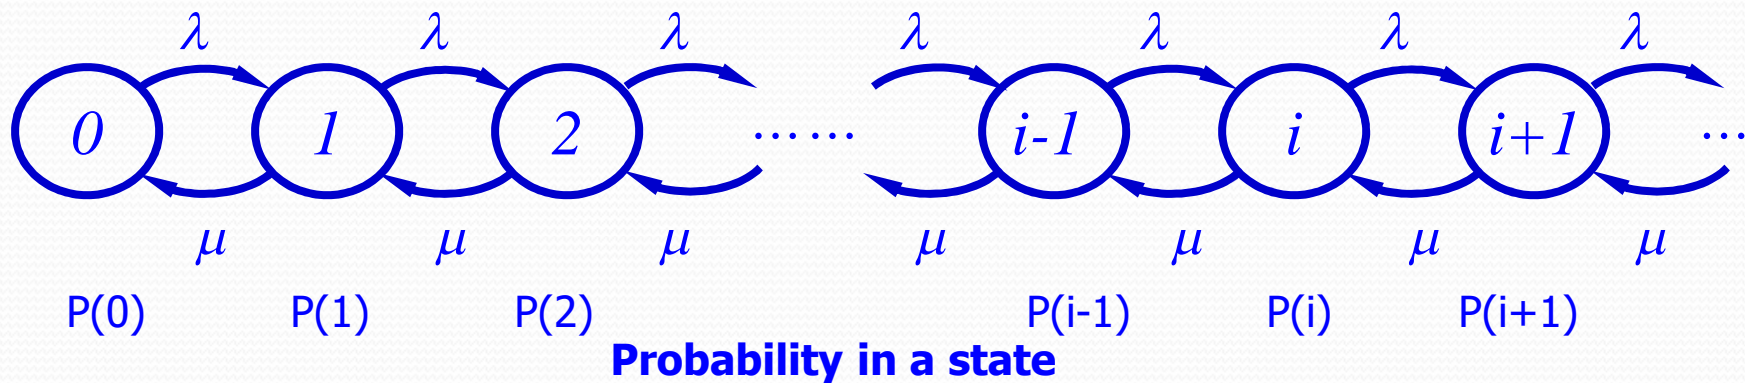 λ λ λ λ λ λ λ
0 1 2 ...... i-1 i i+1 ...
μ μ μ μ μ μ μ
P(0) P(1) P(2) P(i-1) P(i) P(i+1)
Probability in a state